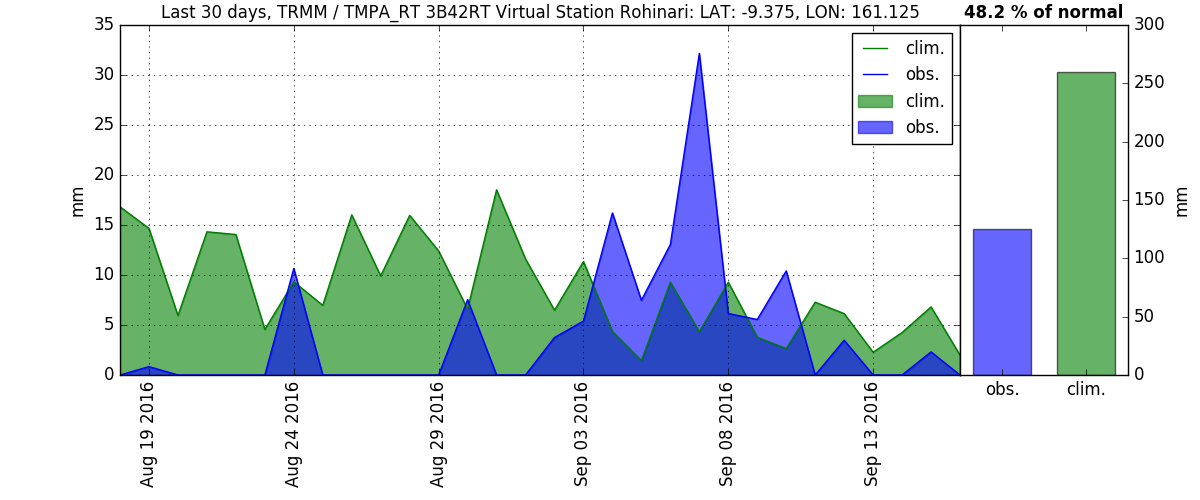 Last 30 days, TRMM / TMPA_RT 3B42RT Virtual Station Rohinari: LAT: -9.375, LON: 161.125
48.2 % of normal
35
30
25
20
15
10
5
0
mm
clim.
obs.
clim.
obs.
Aug 19 2016
Aug 24 2016
Aug 29 2016
Sep 03 2016
Sep 08 2016
Sep 13 2016
300
250
200
150
100
50
0
mm
obs.
clim.